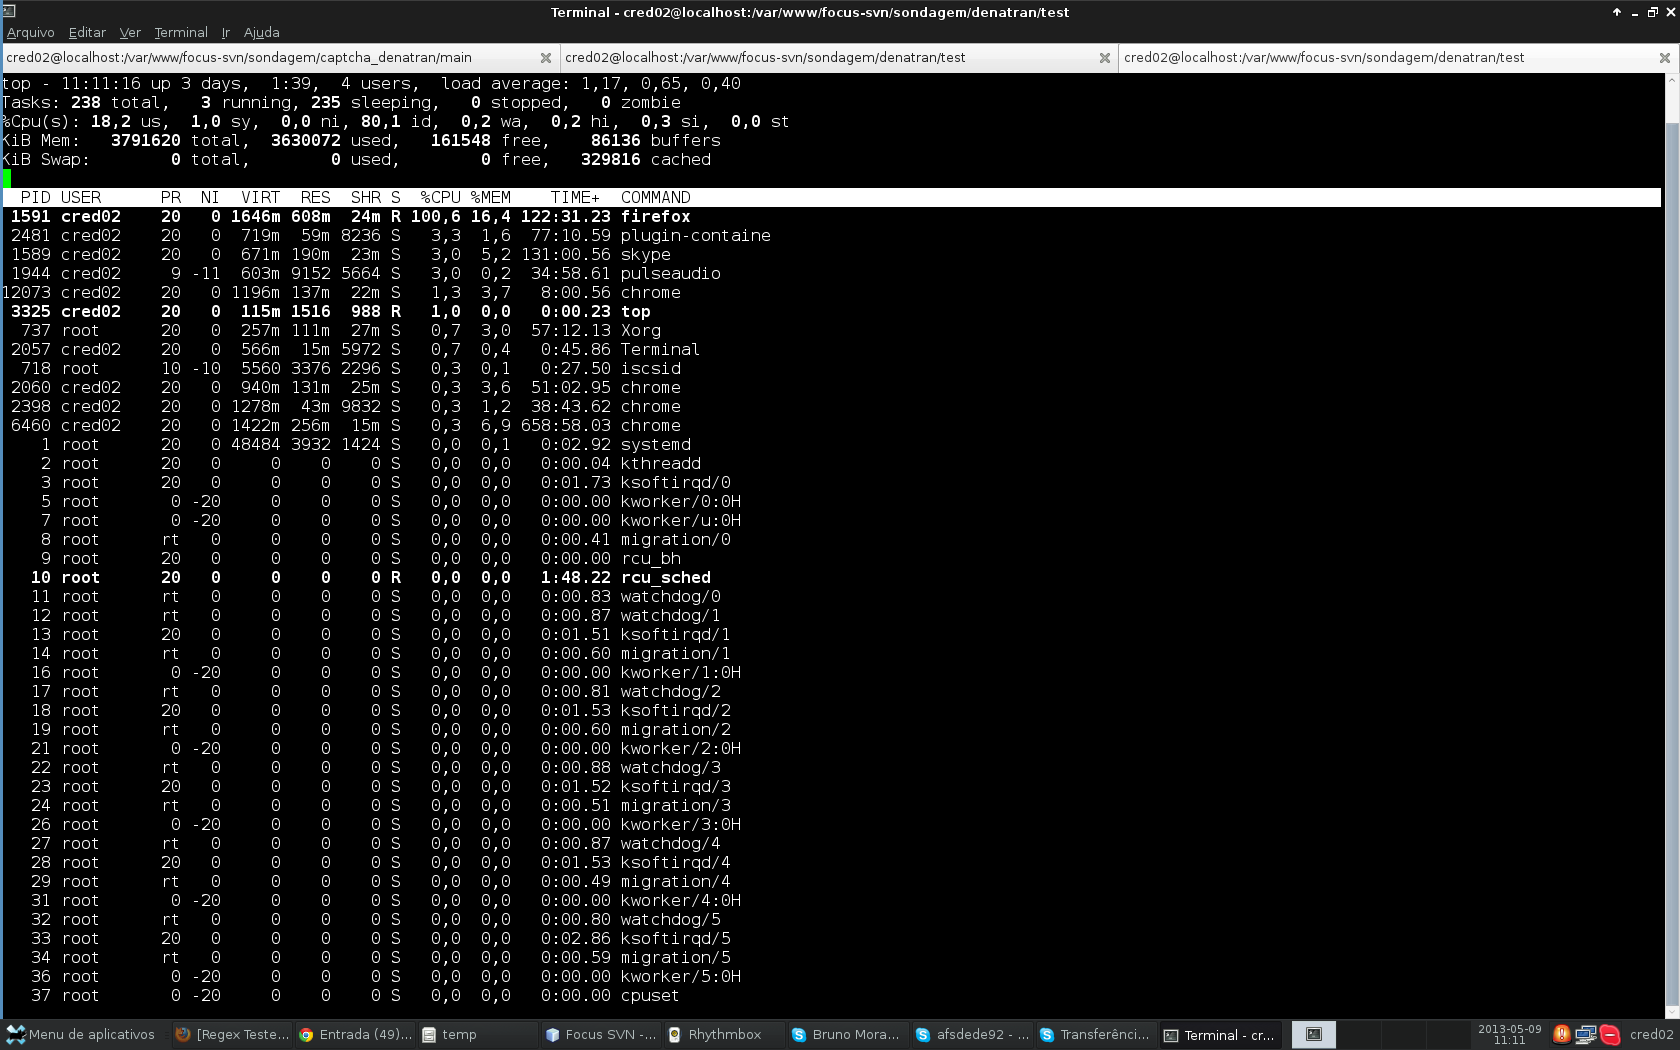 Terminal - cred02@localhost:/var/www/focus-svn/sondagem/denatran/test
Arquivo Editar Ver Terminal Ir Ajuda
cred02@localhost:/var/www/focus-svn/sondagem/captcha_denatran/main cred02@localhost:/var/www/focus-svn/sondagem/denatran/test cred02@localhost:/var/www/focus-svn/sondagem/denatran/test
top - 11:11:16 up 3 days,  1:39,  4 users,  load average: 1,17, 0,65, 0,40
Tasks: 238 total,   3 running, 235 sleeping,   0 stopped,   0 zombie
%Cpu(s): 18,2 us,  1,0 sy,  0,0 ni, 80,1 id,  0,2 wa,  0,2 hi,  0,3 si,  0,0 st
KiB Mem:   3791620 total,  3630072 used,   161548 free,    86136 buffers
KiB Swap:        0 total,        0 used,        0 free,   329816 cached
PID USER      PR  NI  VIRT  RES  SHR S  %CPU %MEM    TIME+  COMMAND
1591 cred02    20   0 1646m 608m  24m R 100,6 16,4 122:31.23 firefox
2481 cred02    20   0  719m  59m 8236 S   3,3  1,6  77:10.59 plugin-containe
1589 cred02    20   0  671m 190m  23m S   3,0  5,2 131:00.56 skype
1944 cred02     9 -11  603m 9152 5664 S   3,0  0,2  34:58.61 pulseaudio
12073 cred02    20   0 1196m 137m  22m S   1,3  3,7   8:00.56 chrome
3325 cred02    20   0  115m 1516  988 R   1,0  0,0   0:00.23 top
737 root      20   0  257m 111m  27m S   0,7  3,0  57:12.13 Xorg
2057 cred02    20   0  566m  15m 5972 S   0,7  0,4   0:45.86 Terminal
718 root      10 -10  5560 3376 2296 S   0,3  0,1   0:27.50 iscsid
2060 cred02    20   0  940m 131m  25m S   0,3  3,6  51:02.95 chrome
2398 cred02    20   0 1278m  43m 9832 S   0,3  1,2  38:43.62 chrome
6460 cred02    20   0 1422m 256m  15m S   0,3  6,9 658:58.03 chrome
1 root      20   0 48484 3932 1424 S   0,0  0,1   0:02.92 systemd
2 root      20   0     0    0    0 S   0,0  0,0   0:00.04 kthreadd
3 root      20   0     0    0    0 S   0,0  0,0   0:01.73 ksoftirqd/0
5 root       0 -20     0    0    0 S   0,0  0,0   0:00.00 kworker/0:0H
7 root       0 -20     0    0    0 S   0,0  0,0   0:00.00 kworker/u:0H
8 root      rt   0     0    0    0 S   0,0  0,0   0:00.41 migration/0
9 root      20   0     0    0    0 S   0,0  0,0   0:00.00 rcu_bh
10 root      20   0     0    0    0 R   0,0  0,0   1:48.22 rcu_sched
11 root      rt   0     0    0    0 S   0,0  0,0   0:00.83 watchdog/0
12 root      rt   0     0    0    0 S   0,0  0,0   0:00.87 watchdog/1
13 root      20   0     0    0    0 S   0,0  0,0   0:01.51 ksoftirqd/1
14 root      rt   0     0    0    0 S   0,0  0,0   0:00.60 migration/1
16 root       0 -20     0    0    0 S   0,0  0,0   0:00.00 kworker/1:0H
17 root      rt   0     0    0    0 S   0,0  0,0   0:00.81 watchdog/2
18 root      20   0     0    0    0 S   0,0  0,0   0:01.53 ksoftirqd/2
19 root      rt   0     0    0    0 S   0,0  0,0   0:00.60 migration/2
21 root       0 -20     0    0    0 S   0,0  0,0   0:00.00 kworker/2:0H
22 root      rt   0     0    0    0 S   0,0  0,0   0:00.88 watchdog/3
23 root      20   0     0    0    0 S   0,0  0,0   0:01.52 ksoftirqd/3
24 root      rt   0     0    0    0 S   0,0  0,0   0:00.51 migration/3
26 root       0 -20     0    0    0 S   0,0  0,0   0:00.00 kworker/3:0H
27 root      rt   0     0    0    0 S   0,0  0,0   0:00.87 watchdog/4
28 root      20   0     0    0    0 S   0,0  0,0   0:01.53 ksoftirqd/4
29 root      rt   0     0    0    0 S   0,0  0,0   0:00.49 migration/4
31 root       0 -20     0    0    0 S   0,0  0,0   0:00.00 kworker/4:0H
32 root      rt   0     0    0    0 S   0,0  0,0   0:00.80 watchdog/5
33 root      20   0     0    0    0 S   0,0  0,0   0:02.86 ksoftirqd/5
34 root      rt   0     0    0    0 S   0,0  0,0   0:00.59 migration/5
36 root       0 -20     0    0    0 S   0,0  0,0   0:00.00 kworker/5:0H
37 root       0 -20     0    0    0 S   0,0  0,0   0:00.00 cpuset
Menu de aplicativos [Regex Teste... Entrada (49)... temp Focus SVN -... Rhythmbox Bruno Mora... afsdede92 - ... Transferênci... Terminal - cr... 2013-05-09 cred02
11:11